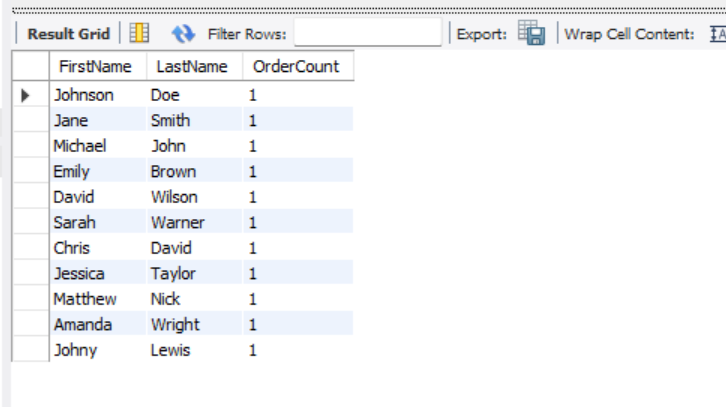 Result Grid Filter Rows: Export: Wrap Cell Content: IA
FirstName LastName OrderCount
Johnson Doe 1
Jane Smith 1
Michael John 1
Emily Brown 1
David Wilson 1
Sarah Warner 1
Chris David 1
Jessica Taylor 1
Matthew Nick 1
Amanda Wright 1
Johny Lewis 1